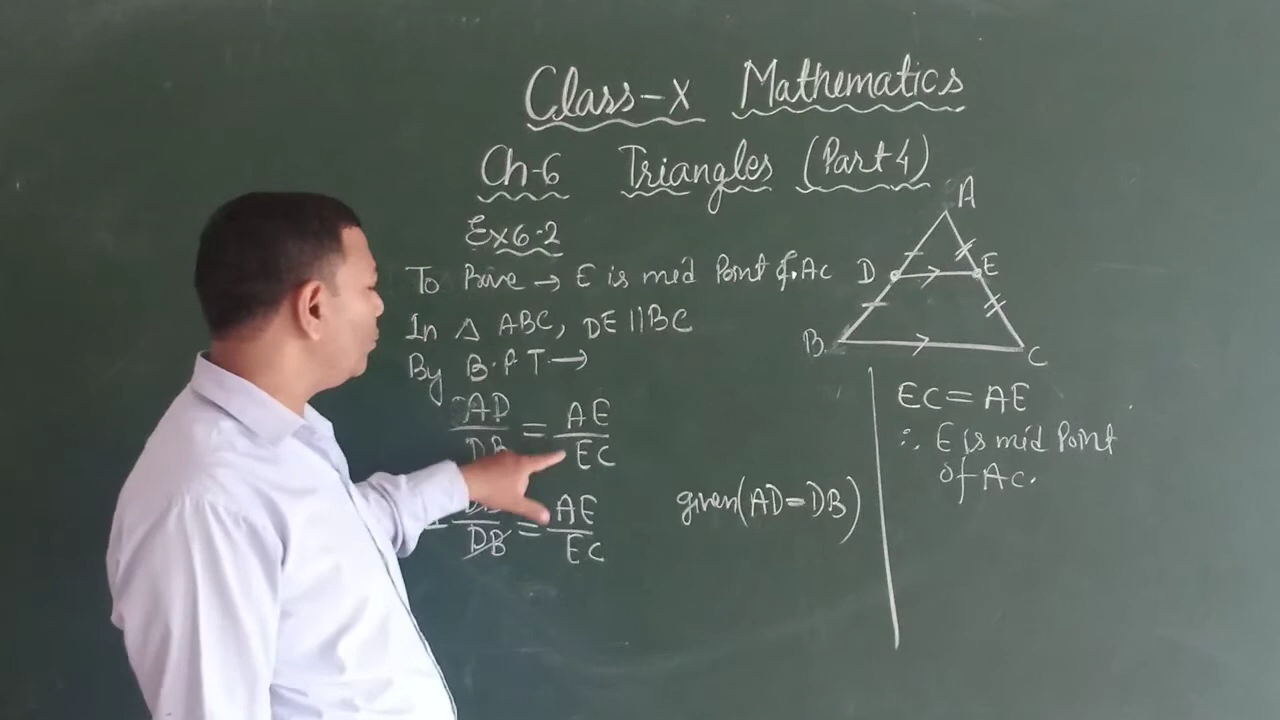 Class-X Mathematics
Ch-6 Triangles (Part 4)
Ex 6.2
To Prove → E is mid Point of AC
In △ ABC, DE || BC
By B.P.T →
AD/DB = AE/EC
DB/DB = AE/EC
given (AD=DB)
A
D
E
B
C
EC = AE
∴ E is mid Point
of AC.